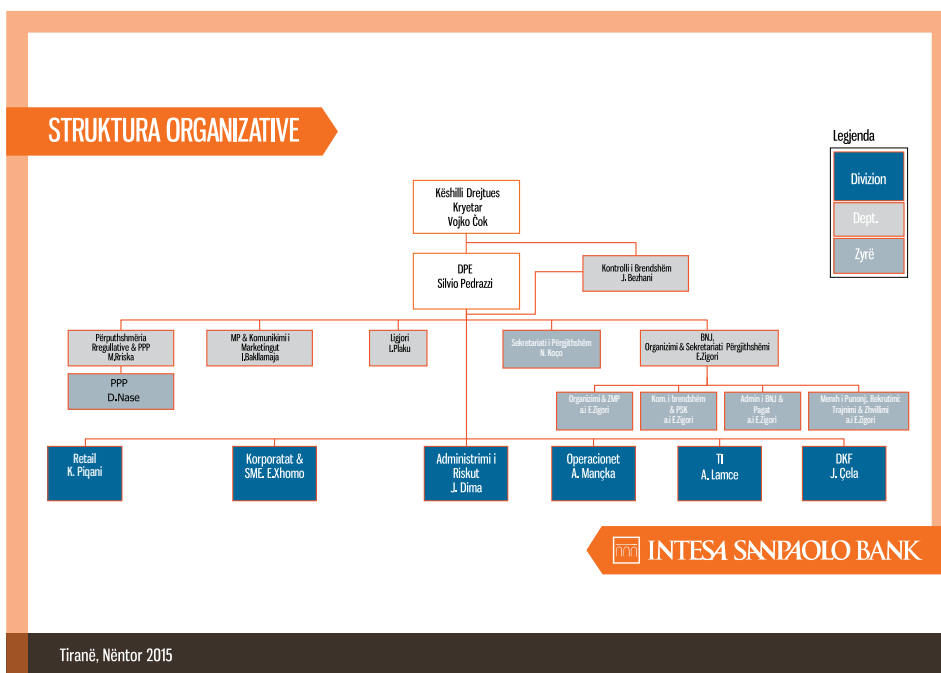 STRUKTURA ORGANIZATIVE
Legjenda
Divizion
Dept.
Zyrë
Këshilli Drejtues
Kryetar
Vojko Čok
DPE
Silvio Pedrazzi
Kontrolli i Brendshëm
J. Bezhani
Përputhshmëria
Rregullative & PPP
M.Rriska
PPP
D.Nase
MP & Komunikimi i
Marketingut
J.Bakllamaja
Ligjori
L.Plaku
Sekretariati i Përgjithshëm
N. Koço
BNJ,
Organizimi & Sekretariati Përgjithshëmi
E.Zigori
Organizimi & ZMP
a.i E.Zigori
Kom. i brendshëm
& PSK
a.i E.Zigori
Admin i BNJ &
Pagat
a.i E.Zigori
Menxh i Punonj. Rekrutimi:
Trajnimi & Zhvillimi
a.i E.Zigori
Retail
K. Piqani
Korporatat &
SME. E.Xhomo
Administrimi i
Riskut
J. Dima
Operacionet
A. Mançka
TI
A. Lamce
DKF
J. Çela
INTESA SANPAOLO BANK
Tiranë, Nëntor 2015